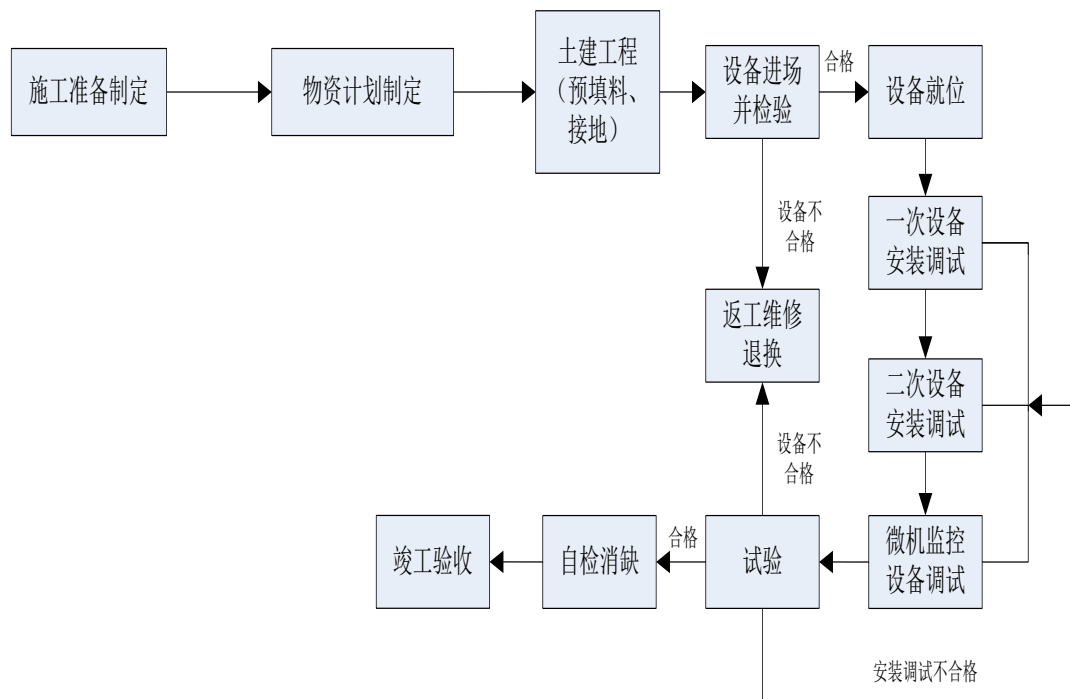 施工准备制定
物资计划制定
土建工程
（预填料、
接地）
设备进场
并检验
合格
设备就位
设备不
合格
一次设备
安装调试
返工维修
退换
二次设备
安装调试
设备不
合格
竣工验收
自检消缺
合格
试验
微机监控
设备调试
安装调试不合格